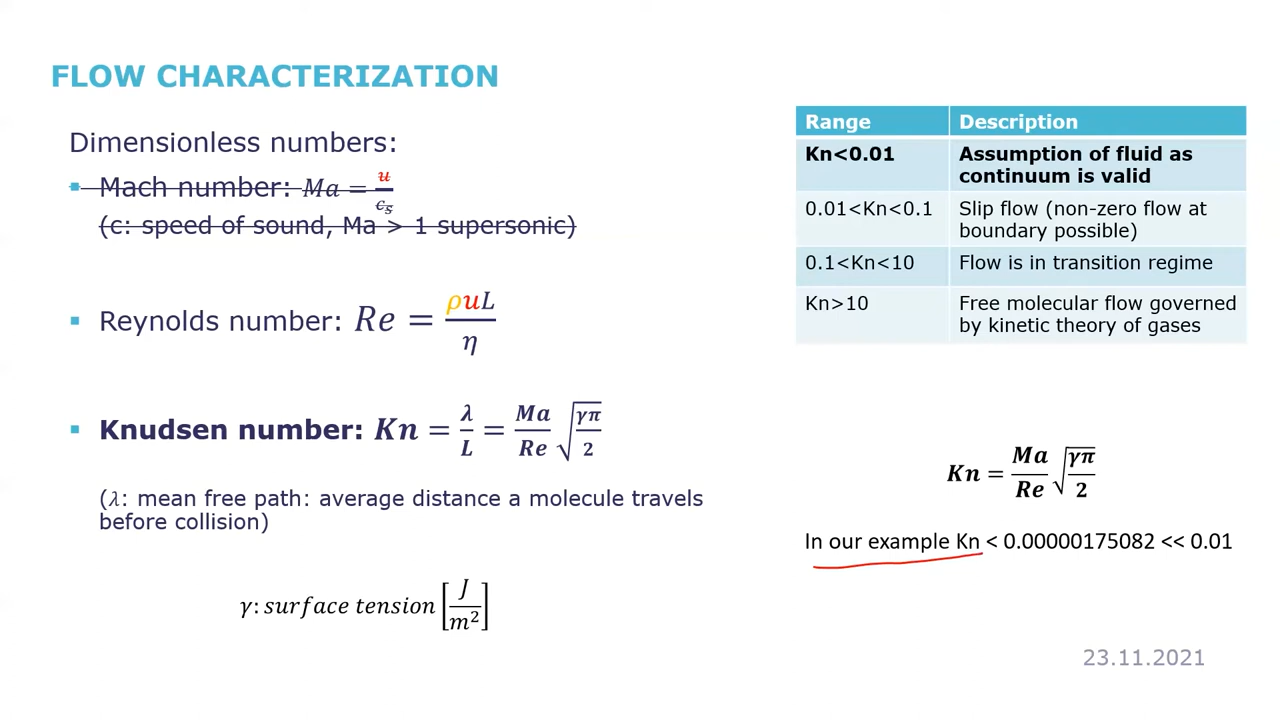 FLOW CHARACTERIZATION
Dimensionless numbers:
▪ Mach number: Ma = u/c_s
(c: speed of sound, Ma > 1 supersonic)
▪ Reynolds number: Re = ρuL/η
▪ Knudsen number: Kn = λ/L = Ma/Re √(γπ/2)
(λ: mean free path: average distance a molecule travels
before collision)
γ: surface tension [J/m²]
Range Description
Kn<0.01 Assumption of fluid as
continuum is valid
0.01<Kn<0.1 Slip flow (non-zero flow at
boundary possible)
0.1<Kn<10 Flow is in transition regime
Kn>10 Free molecular flow governed
by kinetic theory of gases
Kn = Ma/Re √(γπ/2)
In our example Kn < 0.00000175082 << 0.01
23.11.2021